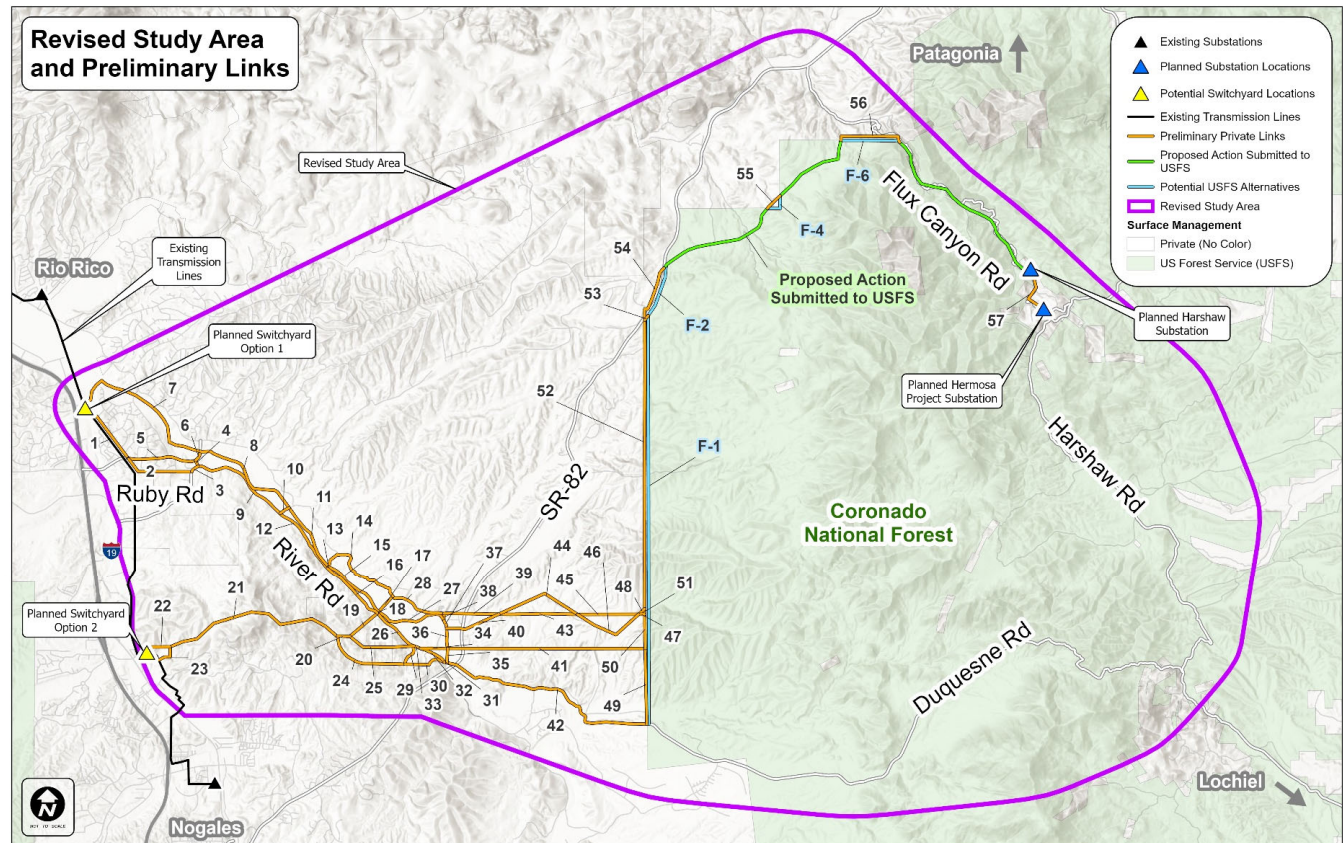 Revised Study Area
and Preliminary Links
Patagonia
Existing Substations
Planned Substation Locations
Potential Switchyard Locations
Existing Transmission Lines
Preliminary Private Links
Proposed Action Submitted to
USFS
Potential USFS Alternatives
Revised Study Area
Surface Management
Private (No Color)
US Forest Service (USFS)
56
Revised Study Area
55
F-6
Flux Canyon Rd
F-4
Existing
Transmission
Lines
Rio Rico
54
Proposed Action
Submitted to USFS
53
57
F-2
Planned Harshaw
Substation
Planned Switchyard
Option 1
Planned Hermosa
Project Substation
7
52
1
5
6
4
8
F-1
2
3
10
Ruby Rd
9
11
SR-82
Harshaw Rd
12
13
14
Coronado
National Forest
River Rd
15
19
16
17
37
44
46
28
27
38
39
45
48
51
21
Planned Switchyard
Option 2
22
19
18
26
36
34
40
43
47
20
23
24
25
29
33
30
32
31
35
41
50
42
49
Duquesne Rd
Lochiel
N
NOT TO SCALE
Nogales